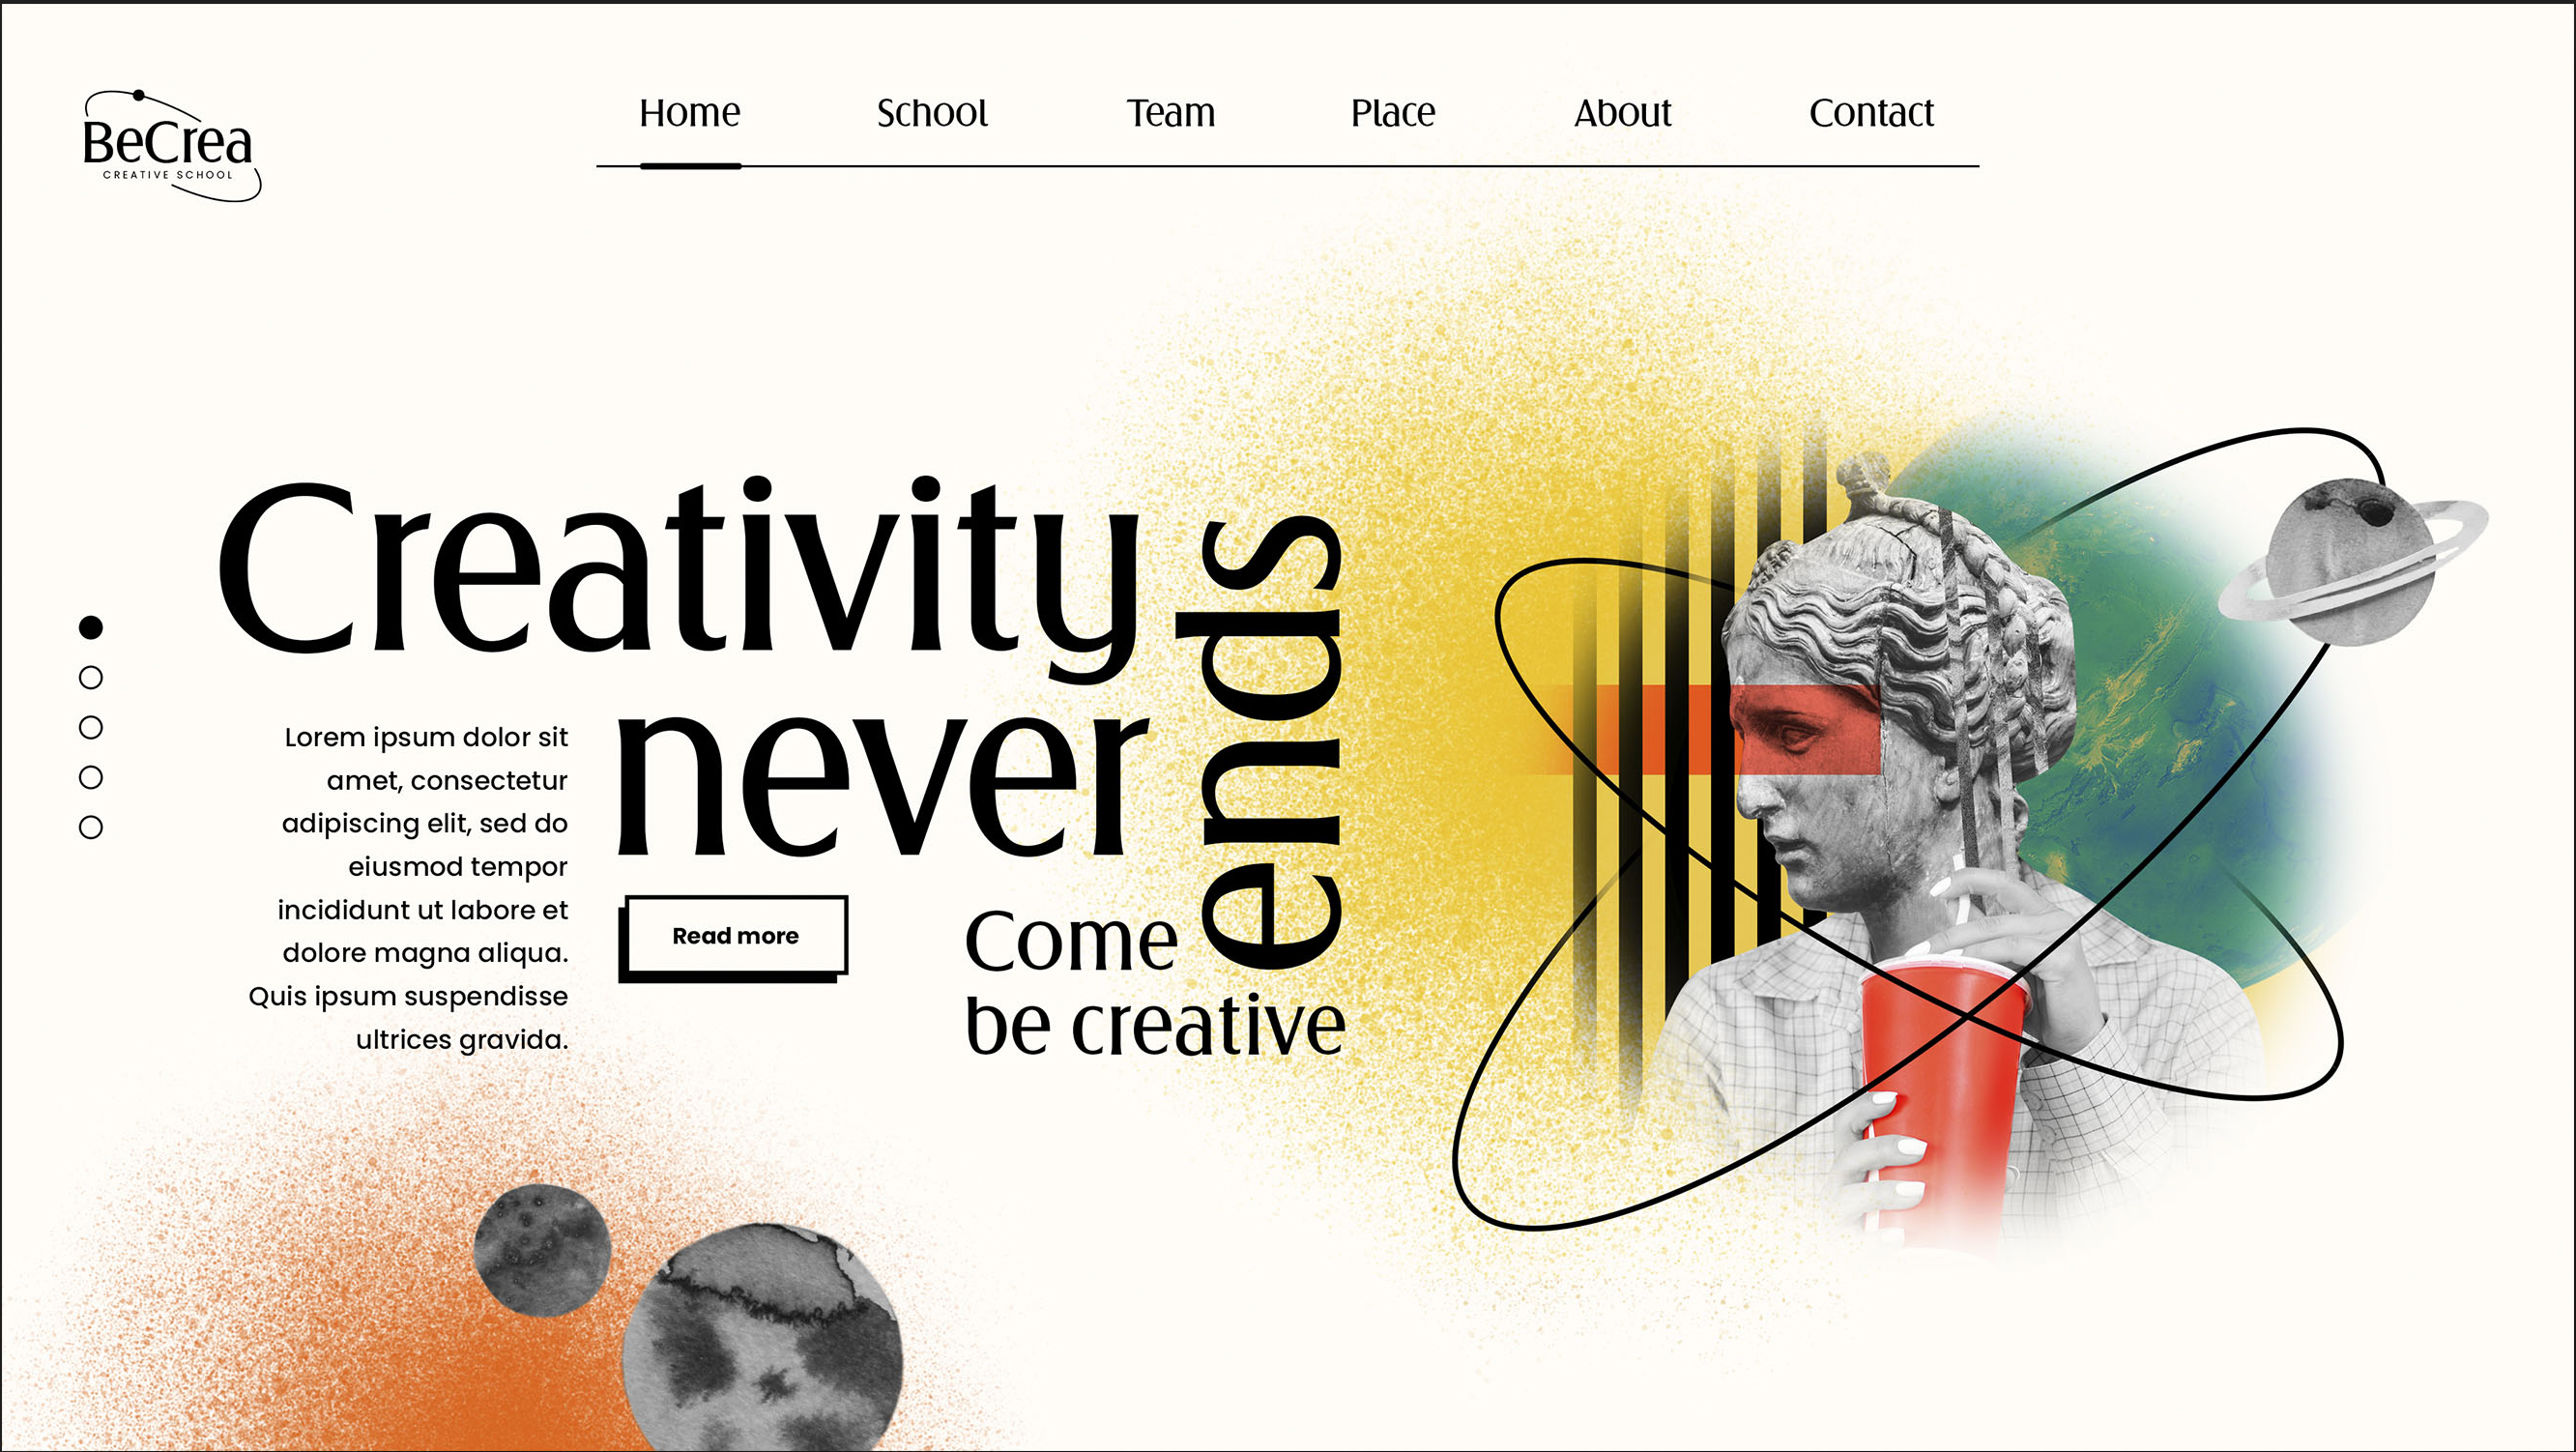 BeCrea
CREATIVE SCHOOL
Home School Team Place About Contact
Creativity
never
ends
Lorem ipsum dolor sit
amet, consectetur
adipiscing elit, sed do
eiusmod tempor
incididunt ut labore et
dolore magna aliqua.
Quis ipsum suspendisse
ultrices gravida.
Read more
Come
be creative